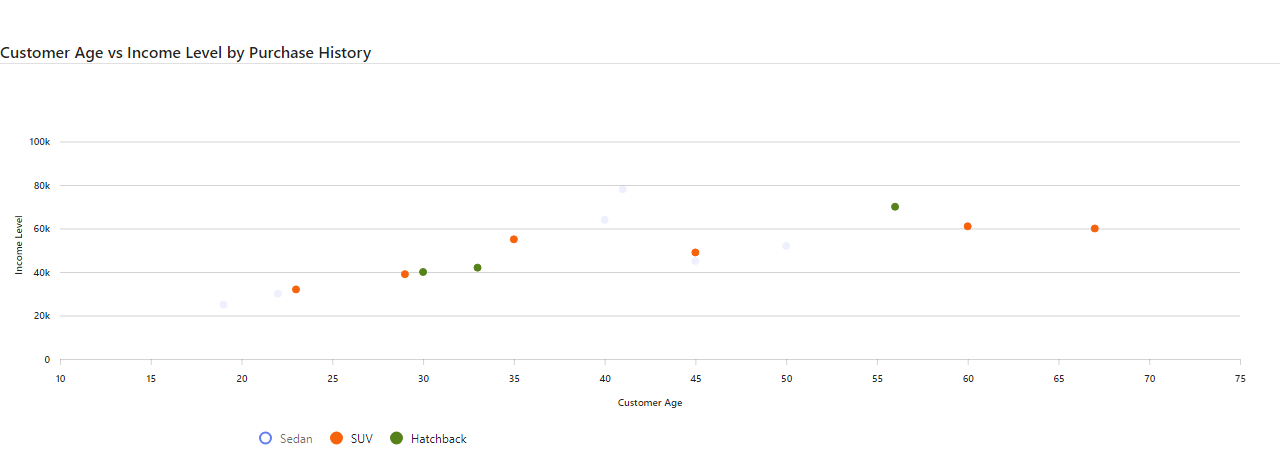 Customer Age vs Income Level by Purchase History
100k
80k
60k
40k
20k
0
Income Level
10 15 20 25 30 35 40 45 50 55 60 65 70 75
Customer Age
Sedan SUV Hatchback